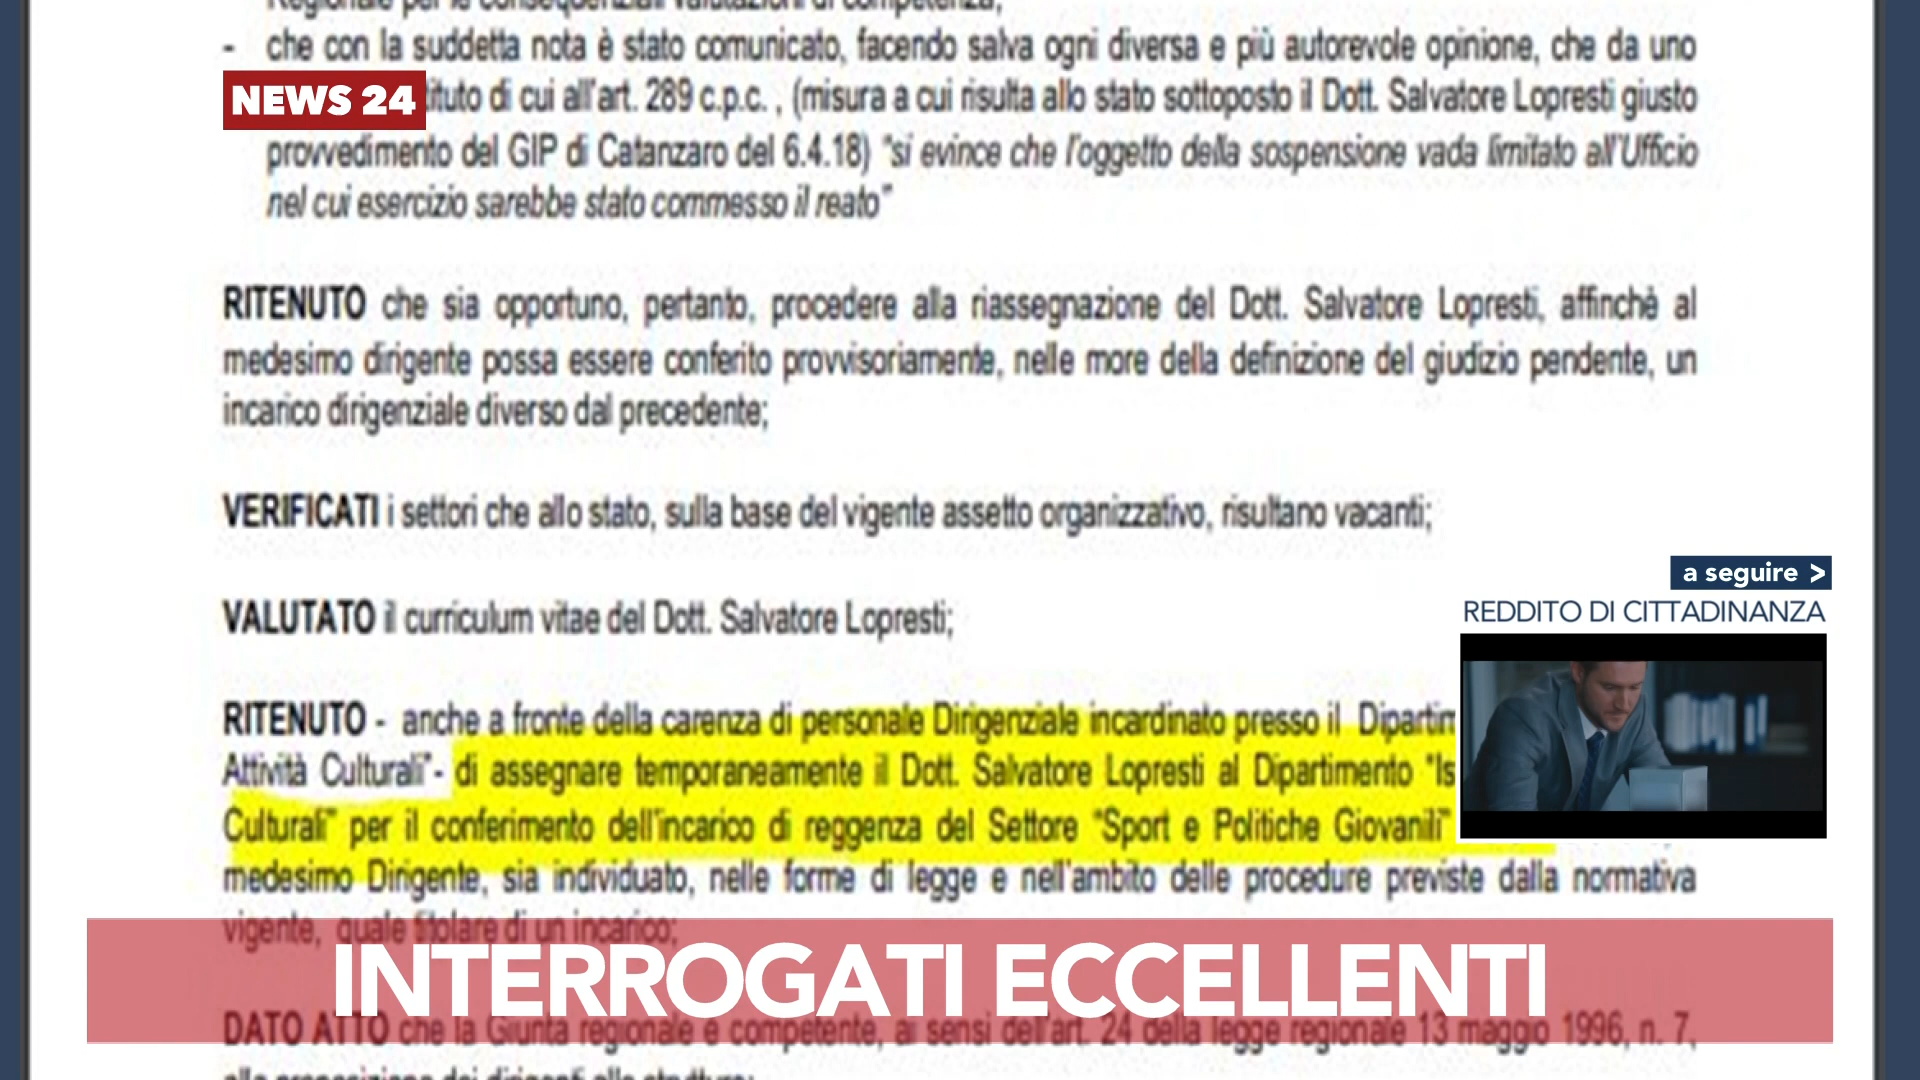 Regionale per le conseguenziali valutazioni di competenza;
- che con la suddetta nota è stato comunicato, facendo salva ogni diversa e più autorevole opinione, che da uno
NEWS 24
ituto di cui all'art. 289 c.p.c. , (misura a cui risulta allo stato sottoposto il Dott. Salvatore Lopresti giusto
provvedimento del GIP di Catanzaro del 6.4.18) "si evince che l'oggetto della sospensione vada limitato all'Ufficio
nel cui esercizio sarebbe stato commesso il reato"
RITENUTO che sia opportuno, pertanto, procedere alla riassegnazione del Dott. Salvatore Lopresti, affinchè al
medesimo dirigente possa essere conferito provvisoriamente, nelle more della definizione del giudizio pendente, un
incarico dirigenziale diverso dal precedente;
VERIFICATI i settori che allo stato, sulla base del vigente assetto organizzativo, risultano vacanti;
a seguire >
REDDITO DI CITTADINANZA
VALUTATO il curriculum vitae del Dott. Salvatore Lopresti;
RITENUTO - anche a fronte della carenza di personale Dirigenziale incardinato presso il Dipartim
Attività Culturali"- di assegnare temporaneamente il Dott. Salvatore Lopresti al Dipartimento "Is
Culturali" per il conferimento dell'incarico di reggenza del Settore "Sport e Politiche Giovanili"
medesimo Dirigente, sia individuato, nelle forme di legge e nell'ambito delle procedure previste dalla normativa
vigente, quale titolare di un incarico;
INTERROGATI ECCELLENTI
DATO ATTO che la Giunta regionale è competente, ai sensi dell'art. 24 della legge regionale 13 maggio 1996, n. 7,